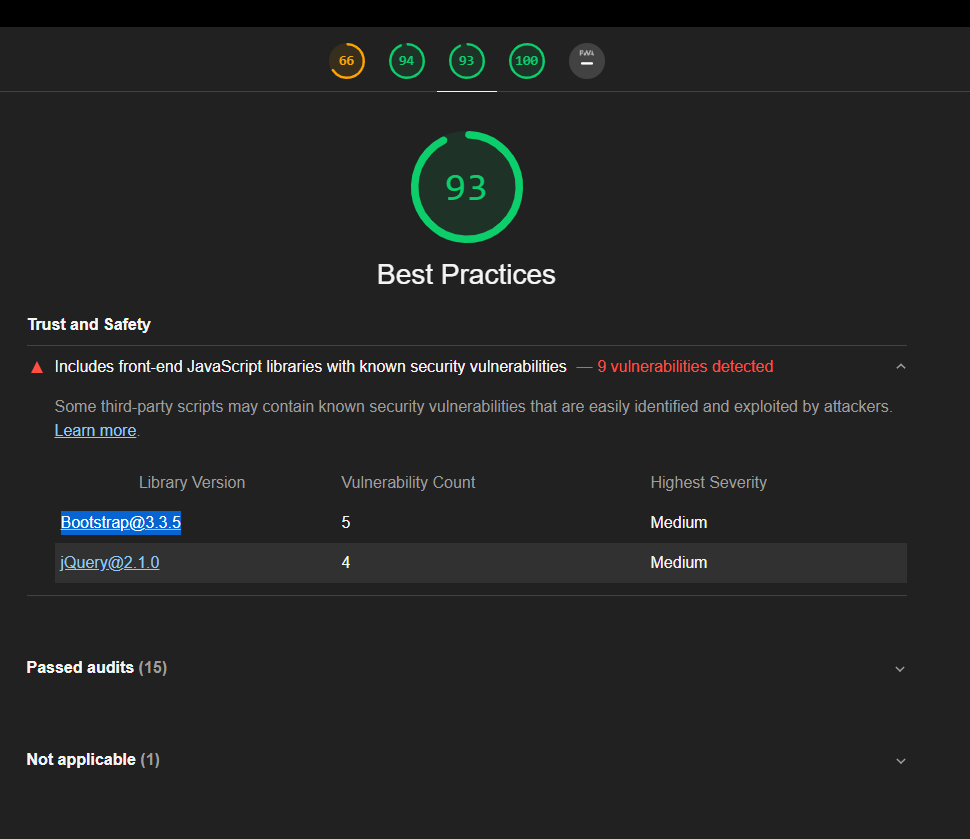 66 94 93 100 PWA
93
Best Practices
Trust and Safety
Includes front-end JavaScript libraries with known security vulnerabilities — 9 vulnerabilities detected
Some third-party scripts may contain known security vulnerabilities that are easily identified and exploited by attackers.
Learn more.
Library Version Vulnerability Count Highest Severity
Bootstrap@3.3.5 5 Medium
jQuery@2.1.0 4 Medium
Passed audits (15)
Not applicable (1)